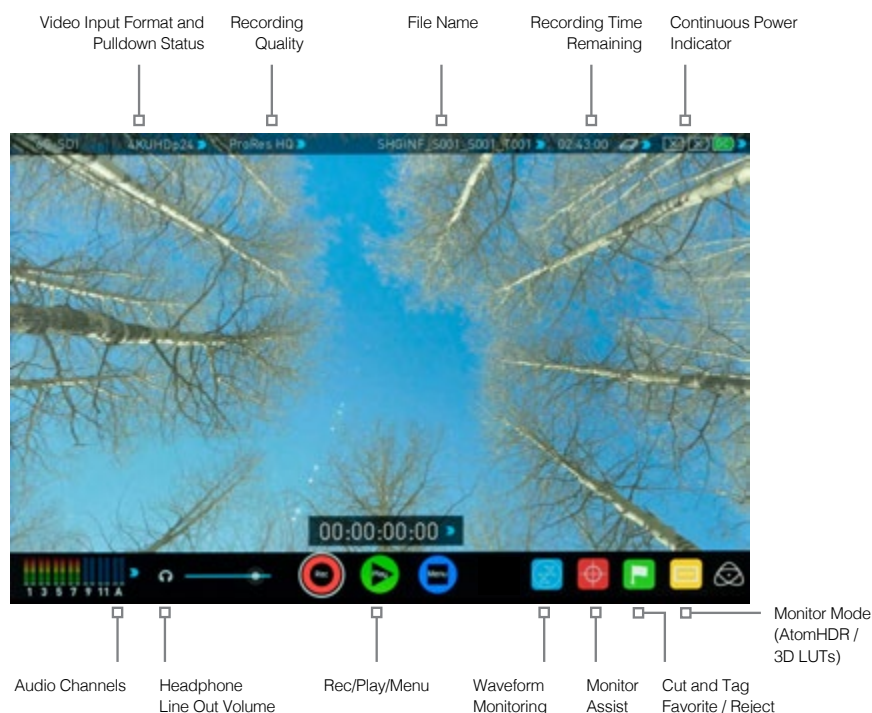 Video Input Format and
Pulldown Status
Recording
Quality
File Name
Recording Time
Remaining
Continuous Power
Indicator
6G-SDI 4KUHDp24 ProRes HQ SHGINF_S001_S001_T001 02:43:00 DC
00:00:00:00
Rec Play Menu
1 3 5 7 9 11 A
Monitor Mode
(AtomHDR /
3D LUTs)
Audio Channels
Headphone
Line Out Volume
Rec/Play/Menu
Waveform
Monitoring
Monitor
Assist
Cut and Tag
Favorite / Reject